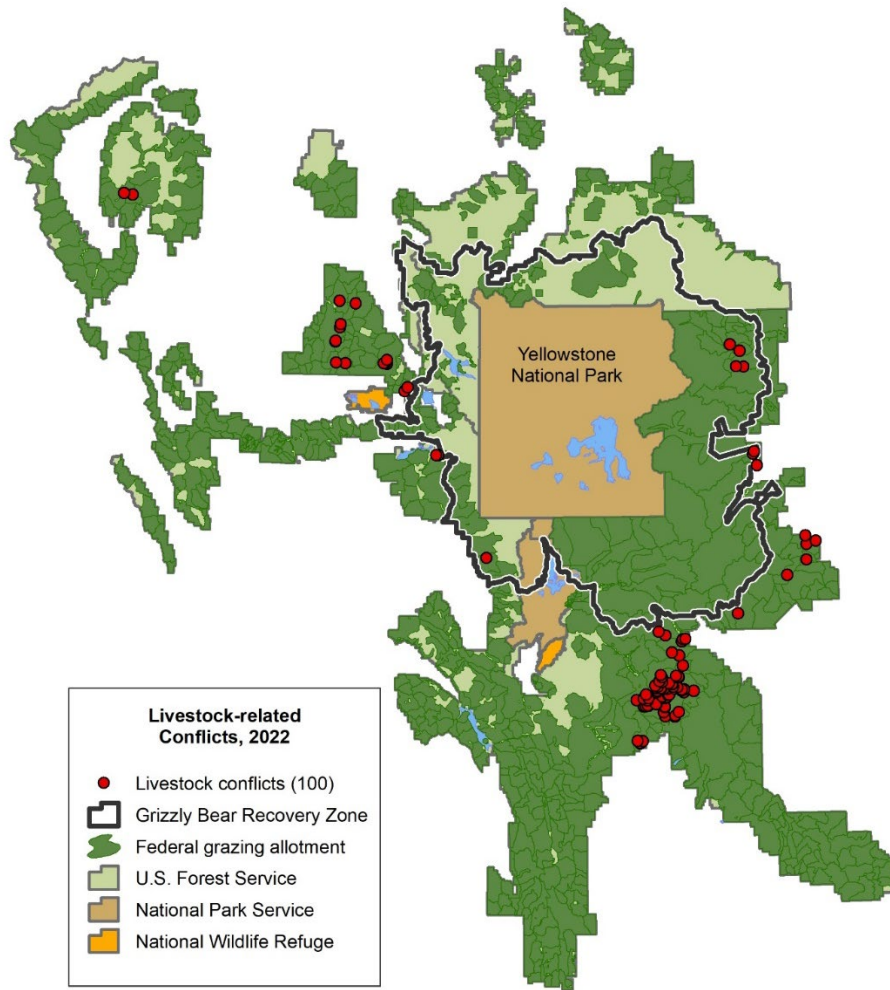 Yellowstone
National Park
Livestock-related
Conflicts, 2022
Livestock conflicts (100)
Grizzly Bear Recovery Zone
Federal grazing allotment
U.S. Forest Service
National Park Service
National Wildlife Refuge